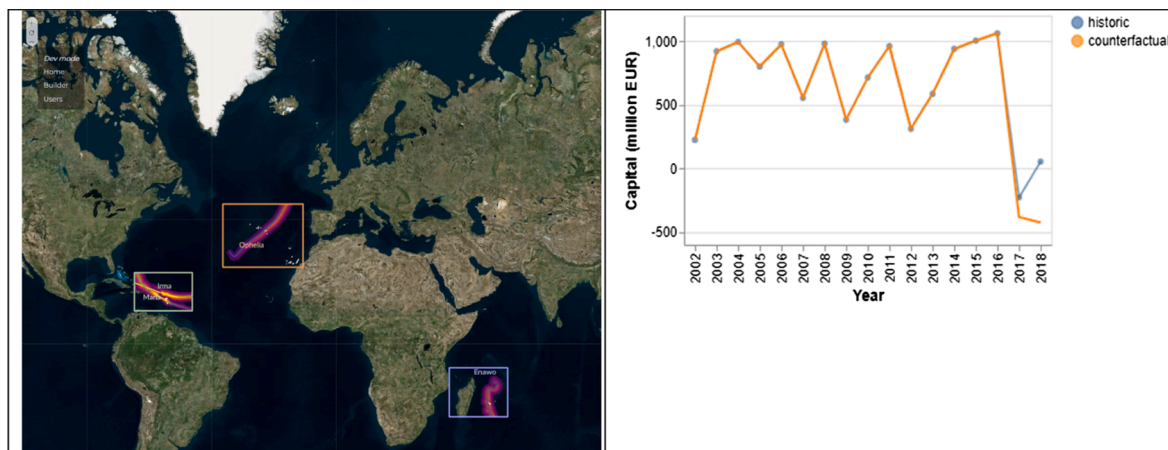 Dev mode
Home
Builder
Users
Ophelia
Irma
Maria
Enawo
historic
counterfactual
Capital (million EUR)
1,000
500
0
-500
2002
2003
2004
2005
2006
2007
2008
2009
2010
2011
2012
2013
2014
2015
2016
2017
2018
Year